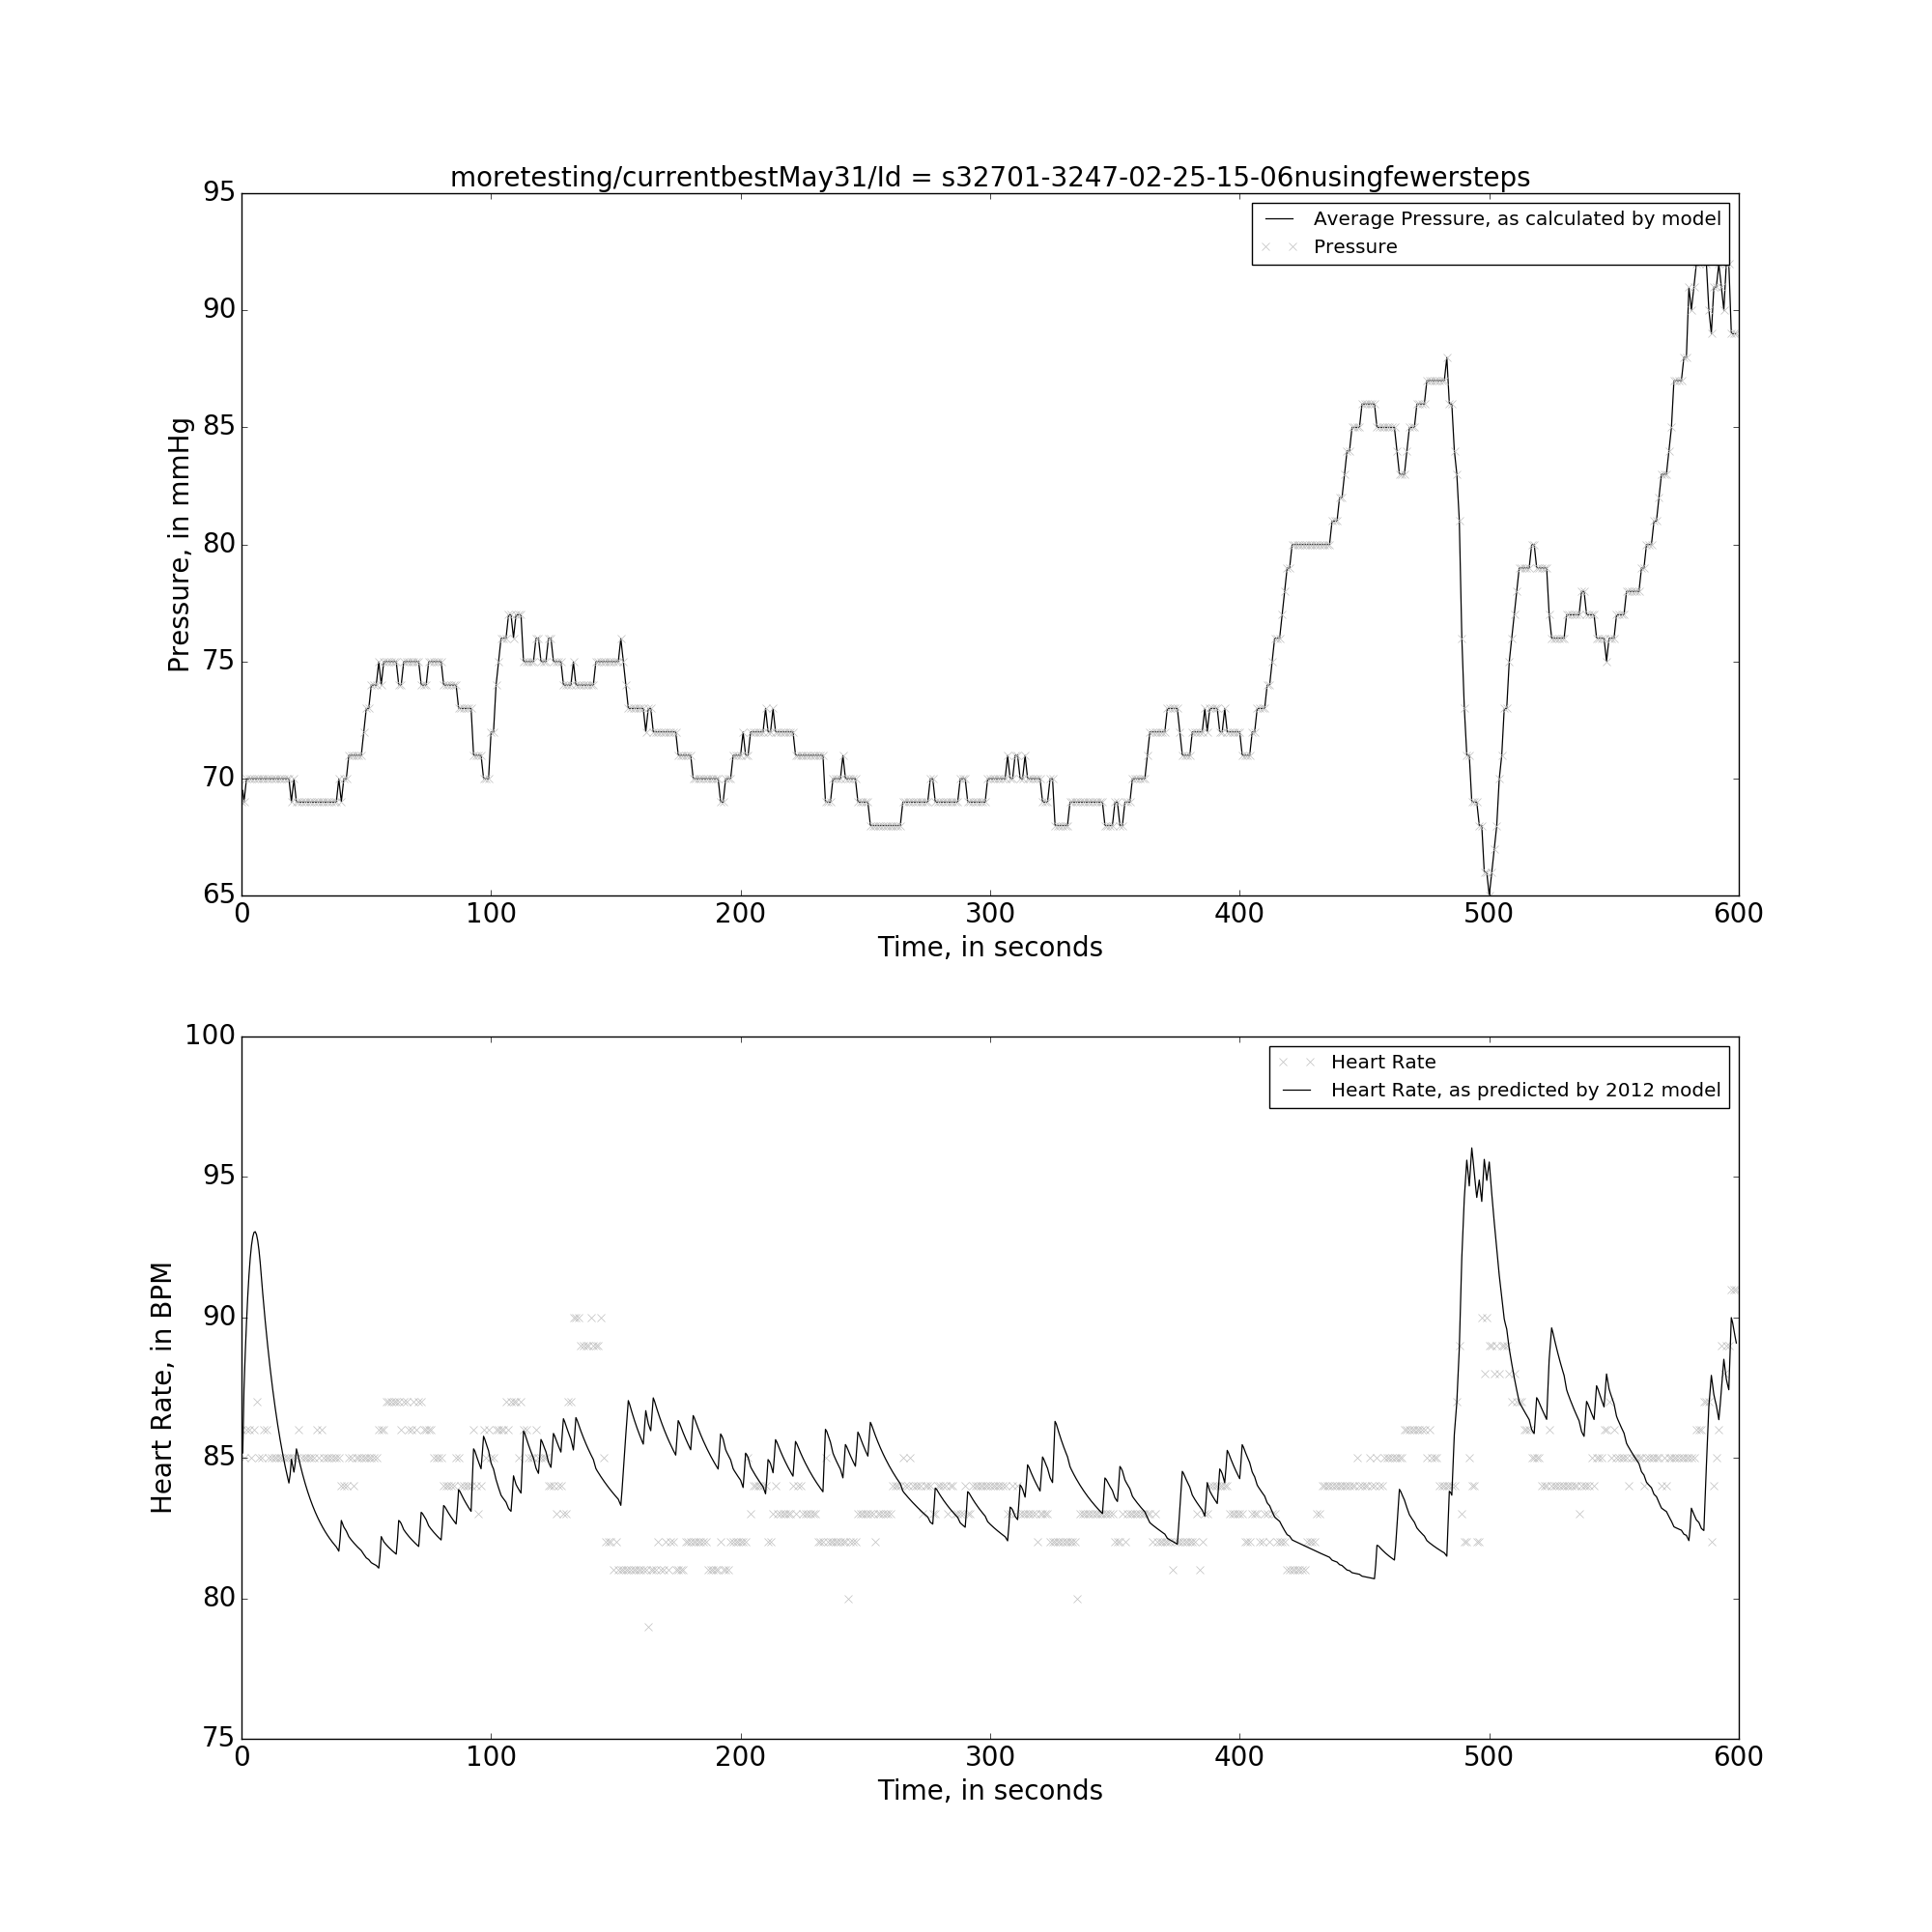 moretesting/currentbestMay31/Id = s32701-3247-02-25-15-06nusingfewersteps
95
90
85
80
75
70
65
Pressure, in mmHg
Average Pressure, as calculated by model
Pressure
0 100 200 300 400 500 600
Time, in seconds
100
95
90
85
80
75
Heart Rate, in BPM
Heart Rate
Heart Rate, as predicted by 2012 model
0 100 200 300 400 500 600
Time, in seconds